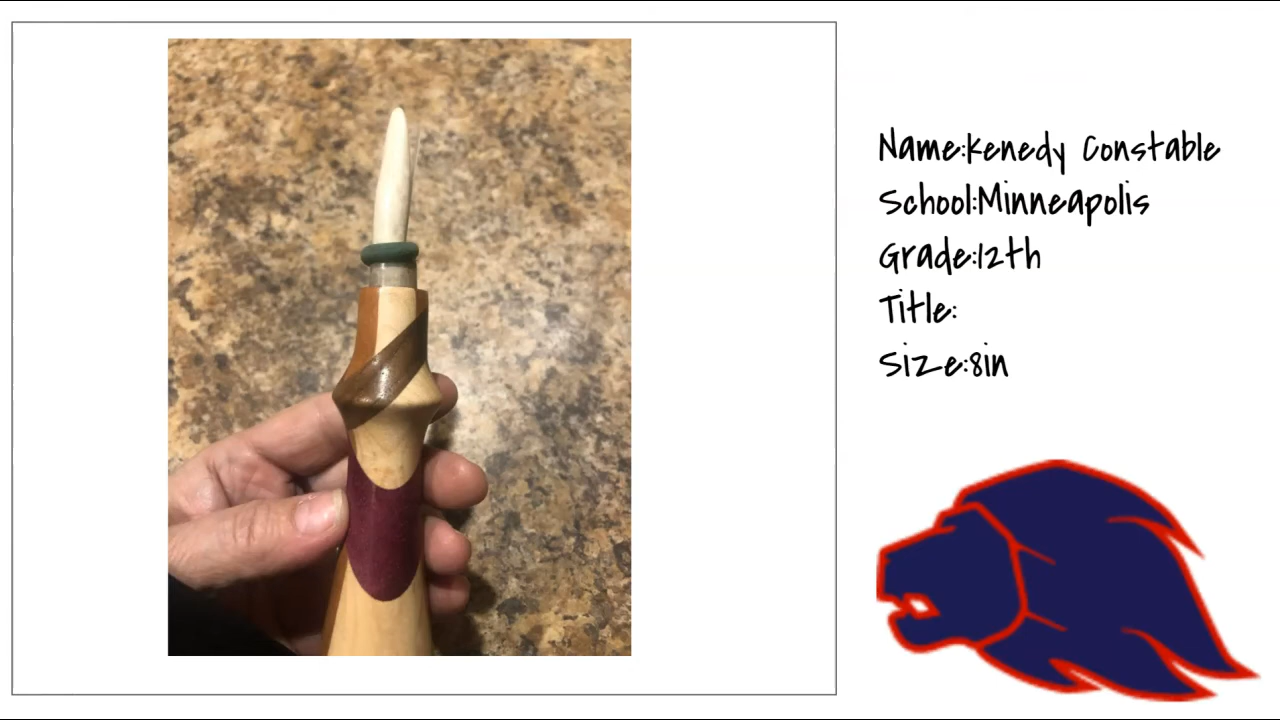 Name:Kenedy Constable
School:Minneapolis
Grade:12th
Title:
Size:8in